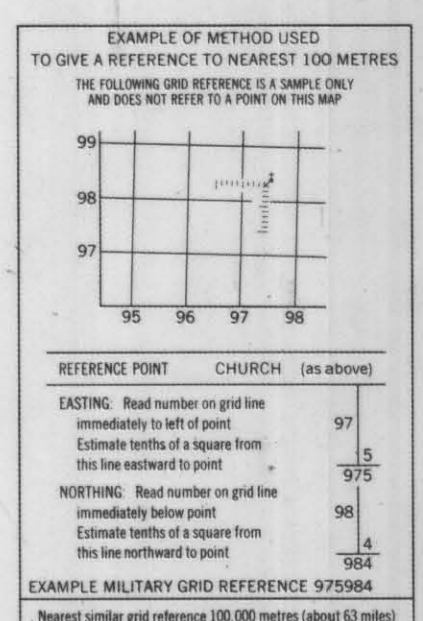 EXAMPLE OF METHOD USED
TO GIVE A REFERENCE TO NEAREST 100 METRES
THE FOLLOWING GRID REFERENCE IS A SAMPLE ONLY
AND DOES NOT REFER TO A POINT ON THIS MAP
99
98
97
95 96 97 98
REFERENCE POINT CHURCH (as above)
EASTING: Read number on grid line
immediately to left of point 97
Estimate tenths of a square from
this line eastward to point 5
975
NORTHING: Read number on grid line
immediately below point 98
Estimate tenths of a square from
this line northward to point 4
984
EXAMPLE MILITARY GRID REFERENCE 975984
Nearest similar grid reference 100,000 metres (about 63 miles)